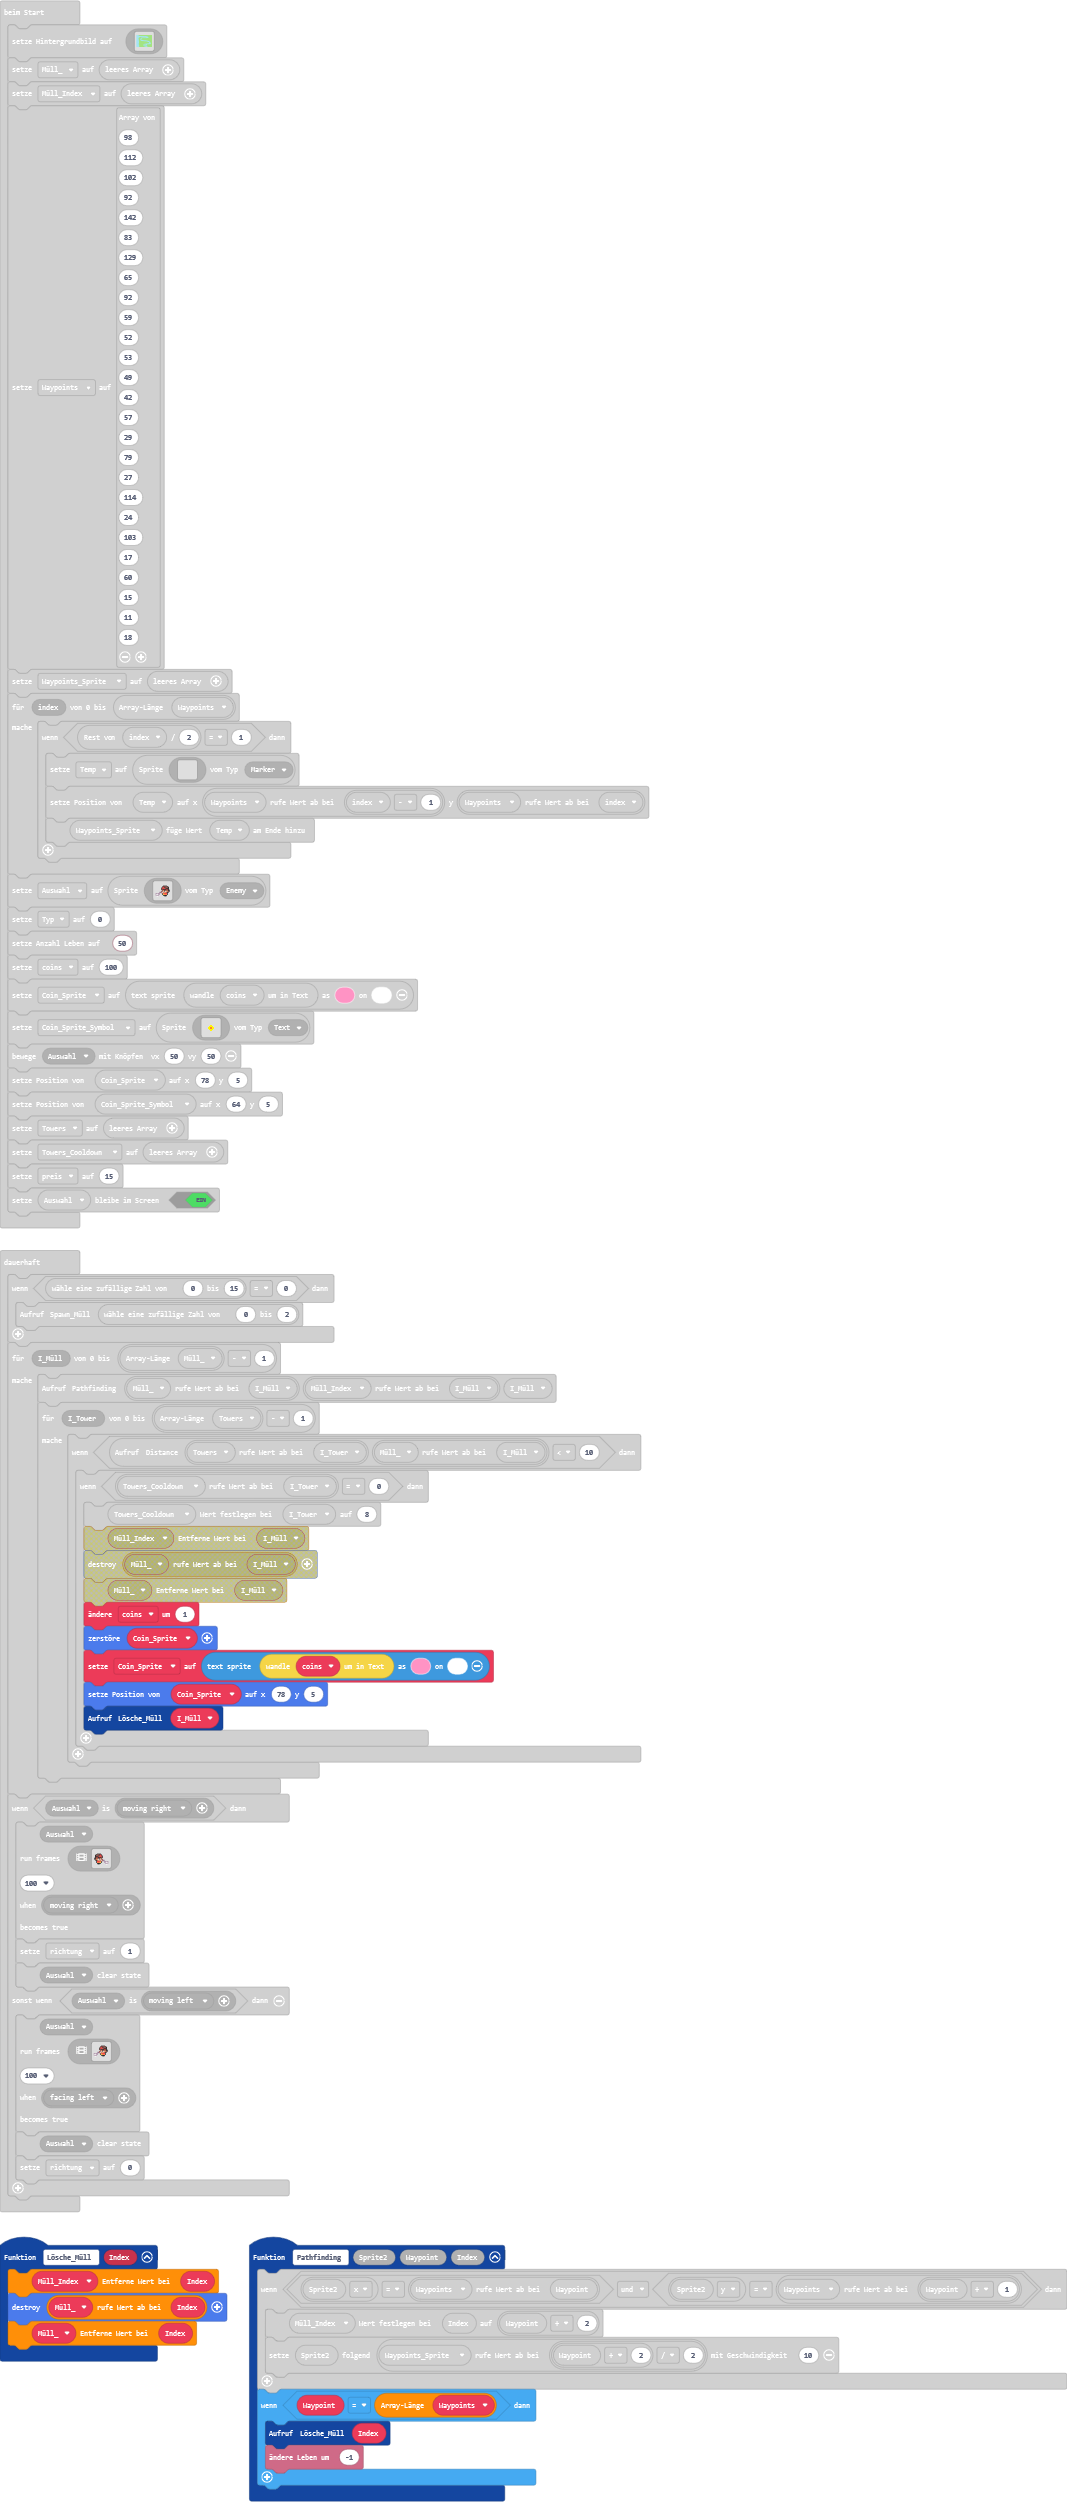 beim Start
setze Hintergrundbild auf
setze Müll_ auf leeres Array
setze Müll_Index auf leeres Array
Array von
98
112
102
92
142
83
129
65
92
59
52
53
setze Waypoints auf
49
42
57
29
79
27
114
24
103
17
60
15
11
18
setze Waypoints_Sprite auf leeres Array
für index von 0 bis Array-Länge Waypoints
mache
wenn Rest von index / 2 = 1 dann
setze Temp auf Sprite vom Typ Marker
setze Position von Temp auf x Waypoints rufe Wert ab bei index - 1 y Waypoints rufe Wert ab bei index
Waypoints_Sprite füge Wert Temp am Ende hinzu
setze Auswahl auf Sprite vom Typ Enemy
setze Typ auf 0
setze Anzahl Leben auf 50
setze coins auf 100
setze Coin_Sprite auf text sprite wandle coins um in Text as on
setze Coin_Sprite_Symbol auf Sprite vom Typ Text
bewege Auswahl mit Knöpfen vx 50 vy 50
setze Position von Coin_Sprite auf x 78 y 5
setze Position von Coin_Sprite_Symbol auf x 64 y 5
setze Towers auf leeres Array
setze Towers_Cooldown auf leeres Array
setze preis auf 15
setze Auswahl bleibe im Screen EIN
dauerhaft
wenn wähle eine zufällige Zahl von 0 bis 15 = 0 dann
Aufruf Spawn_Müll wähle eine zufällige Zahl von 0 bis 2
für I_Müll von 0 bis Array-Länge Müll_ - 1
mache
Aufruf Pathfinding Müll_ rufe Wert ab bei I_Müll Müll_Index rufe Wert ab bei I_Müll I_Müll
für I_Tower von 0 bis Array-Länge Towers - 1
mache
wenn Aufruf Distance Towers rufe Wert ab bei I_Tower Müll_ rufe Wert ab bei I_Müll < 10 dann
wenn Towers_Cooldown rufe Wert ab bei I_Tower = 0 dann
Towers_Cooldown Wert festlegen bei I_Tower auf 8
Müll_Index Entferne Wert bei I_Müll
destroy Müll_ rufe Wert ab bei I_Müll
Müll_ Entferne Wert bei I_Müll
ändere coins um 1
zerstöre Coin_Sprite
setze Coin_Sprite auf text sprite wandle coins um in Text as on
setze Position von Coin_Sprite auf x 78 y 5
Aufruf Lösche_Müll I_Müll
wenn Auswahl is moving right dann
Auswahl
run frames
100
when moving right
becomes true
setze richtung auf 1
Auswahl clear state
sonst wenn Auswahl is moving left dann
Auswahl
run frames
100
when facing left
becomes true
Auswahl clear state
setze richtung auf 0
Funktion Lösche_Müll Index
Müll_Index Entferne Wert bei Index
destroy Müll_ rufe Wert ab bei Index
Müll_ Entferne Wert bei Index
Funktion Pathfinding Sprite2 Waypoint Index
wenn Sprite2 x = Waypoints rufe Wert ab bei Waypoint und Sprite2 y = Waypoints rufe Wert ab bei Waypoint + 1 dann
Müll_Index Wert festlegen bei Index auf Waypoint + 2
setze Sprite2 folgend Waypoints_Sprite rufe Wert ab bei Waypoint + 2 / 2 mit Geschwindigkeit 10
wenn Waypoint = Array-Länge Waypoints dann
Aufruf Lösche_Müll Index
ändere Leben um -1